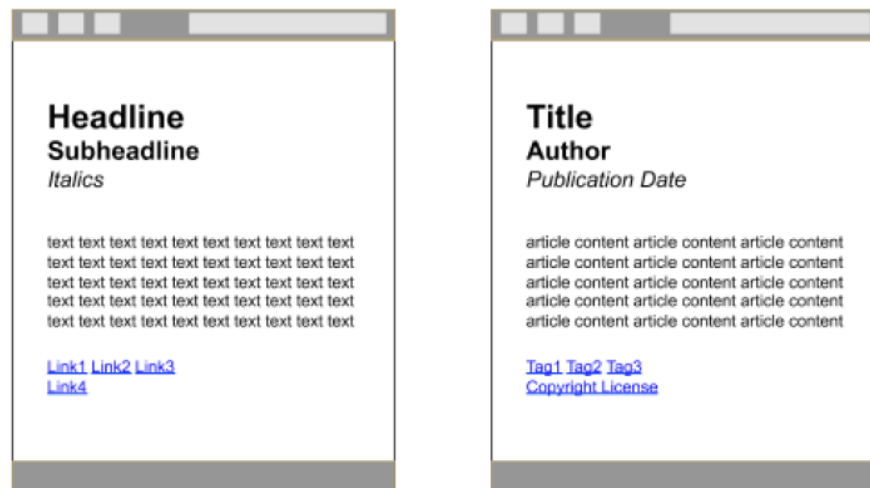 Headline
Subheadline
Italics
text text text text text text text text text text
text text text text text text text text text text
text text text text text text text text text text
text text text text text text text text text text
text text text text text text text text text text
Link1 Link2 Link3
Link4
Title
Author
Publication Date
article content article content article content
article content article content article content
article content article content article content
article content article content article content
article content article content article content
Tag1 Tag2 Tag3
Copyright License